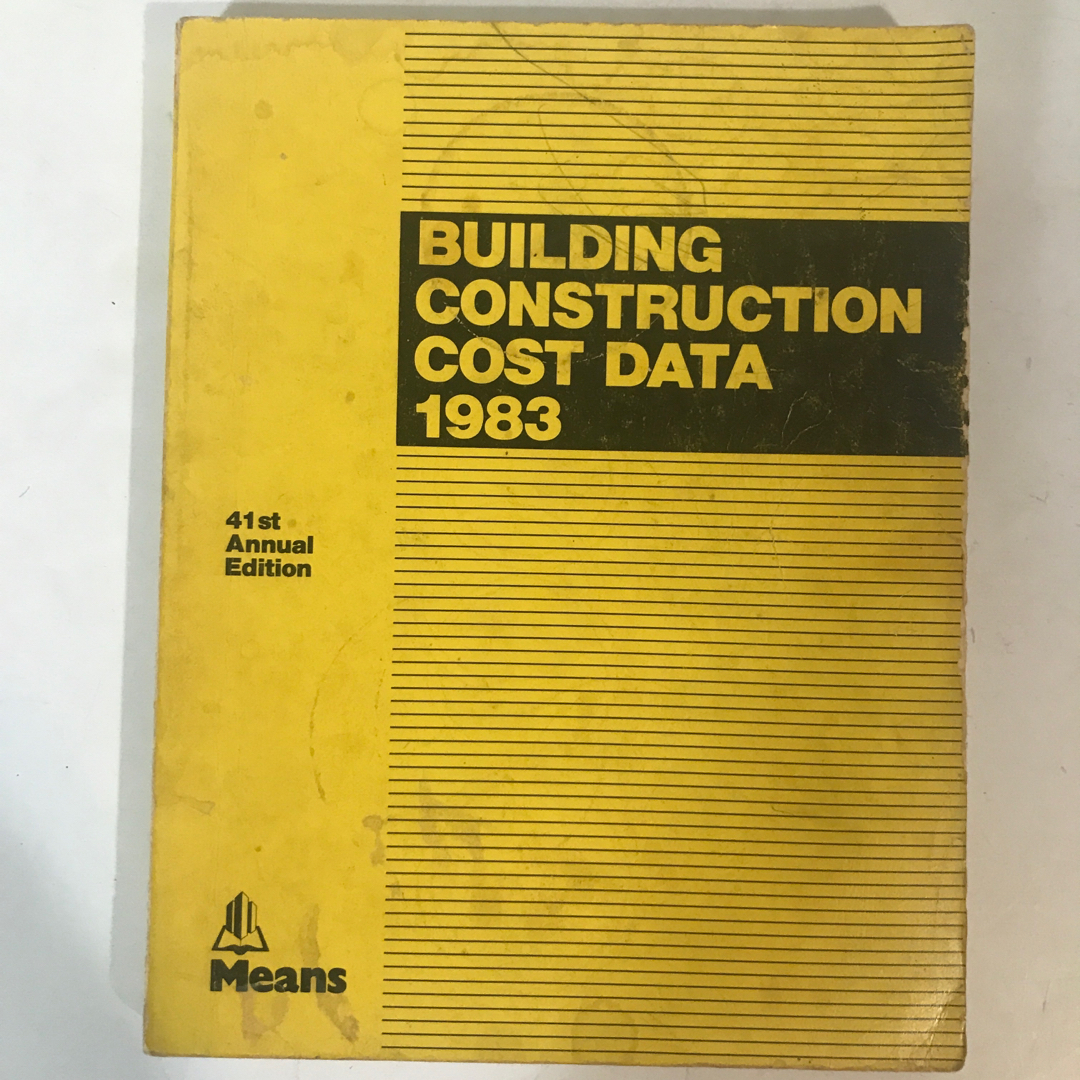 BUILDING
CONSTRUCTION
COST DATA
1983
41st
Annual
Edition
Means